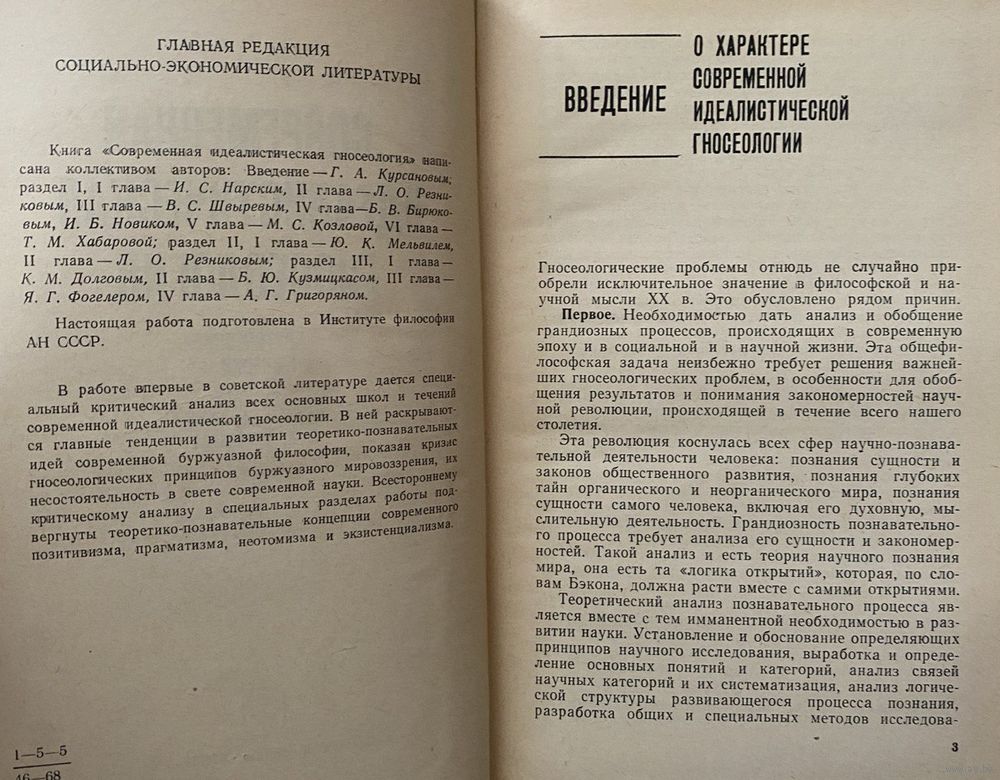 ГЛАВНАЯ РЕДАКЦИЯ
СОЦИАЛЬНО-ЭКОНОМИЧЕСКОЙ ЛИТЕРАТУРЫ
Книга «Современная идеалистическая гносеология» напи-
сана коллективом авторов: Введение — Г. А. Курсановым;
раздел I, I глава — И. С. Нарским, II глава — Л. О. Резни-
ковым, III глава — В. С. Швыревым, IV глава — Б. В. Бирюко-
вым, И. Б. Новиком, V глава — М. С. Козловой, VI глава —
Т. М. Хабаровой; раздел II, I глава — Ю. К. Мельвилем,
II глава — Л. О. Резниковым; раздел III, I глава —
К. М. Долговым, II глава — Б. Ю. Кузмицкасом, III глава —
Я. Г. Фогелером, IV глава — А. Г. Григоряном.
Настоящая работа подготовлена в Институте философии
АН СССР.
В работе впервые в советской литературе дается специ-
альный критический анализ всех основных школ и течений
современной идеалистической гносеологии. В ней раскрывают-
ся главные тенденции в развитии теоретико-познавательных
идей современной буржуазной философии, показан кризис
гносеологических принципов буржуазного мировоззрения, их
несостоятельность в свете современной науки. Всестороннему
критическому анализу в специальных разделах работы под-
вергнуты теоретико-познавательные концепции современного
позитивизма, прагматизма, неотомизма и экзистенциализма.
1—5—5
46—68
ВВЕДЕНИЕ
О ХАРАКТЕРЕ
СОВРЕМЕННОЙ
ИДЕАЛИСТИЧЕСКОЙ
ГНОСЕОЛОГИИ
Гносеологические проблемы отнюдь не случайно при-
обрели исключительное значение в философской и на-
учной мысли XX в. Это обусловлено рядом причин.
Первое. Необходимостью дать анализ и обобщение
грандиозных процессов, происходящих в современную
эпоху и в социальной и в научной жизни. Эта общефи-
лософская задача неизбежно требует решения важней-
ших гносеологических проблем, в особенности для обоб-
щения результатов и понимания закономерностей науч-
ной революции, происходящей в течение всего нашего
столетия.
Эта революция коснулась всех сфер научно-познава-
тельной деятельности человека: познания сущности и
законов общественного развития, познания глубоких
тайн органического и неорганического мира, познания
сущности самого человека, включая его духовную, мы-
слительную деятельность. Грандиозность познавательно-
го процесса требует анализа его сущности и закономер-
ностей. Такой анализ и есть теория научного познания
мира, она есть та «логика открытий», которая, по сло-
вам Бэкона, должна расти вместе с самими открытиями.
Теоретический анализ познавательного процесса яв-
ляется вместе с тем имманентной необходимостью в раз-
витии науки. Установление и обоснование определяющих
принципов научного исследования, выработка и опреде-
ление основных понятий и категорий, анализ связей
научных категорий и их систематизация, анализ логиче-
ской структуры развивающегося процесса познания,
разработка общих и специальных методов исследова-
3